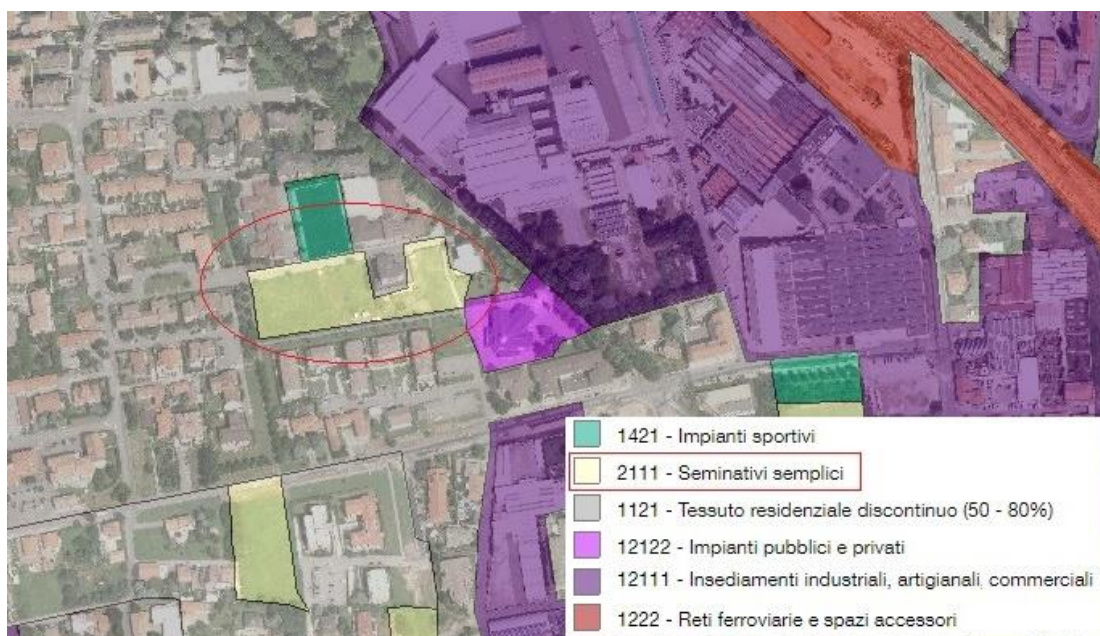 1421 - Impianti sportivi
2111 - Seminativi semplici
1121 - Tessuto residenziale discontinuo (50 - 80%)
12122 - Impianti pubblici e privati
12111 - Insediamenti industriali, artigianali, commerciali
1222 - Reti ferroviarie e spazi accessori